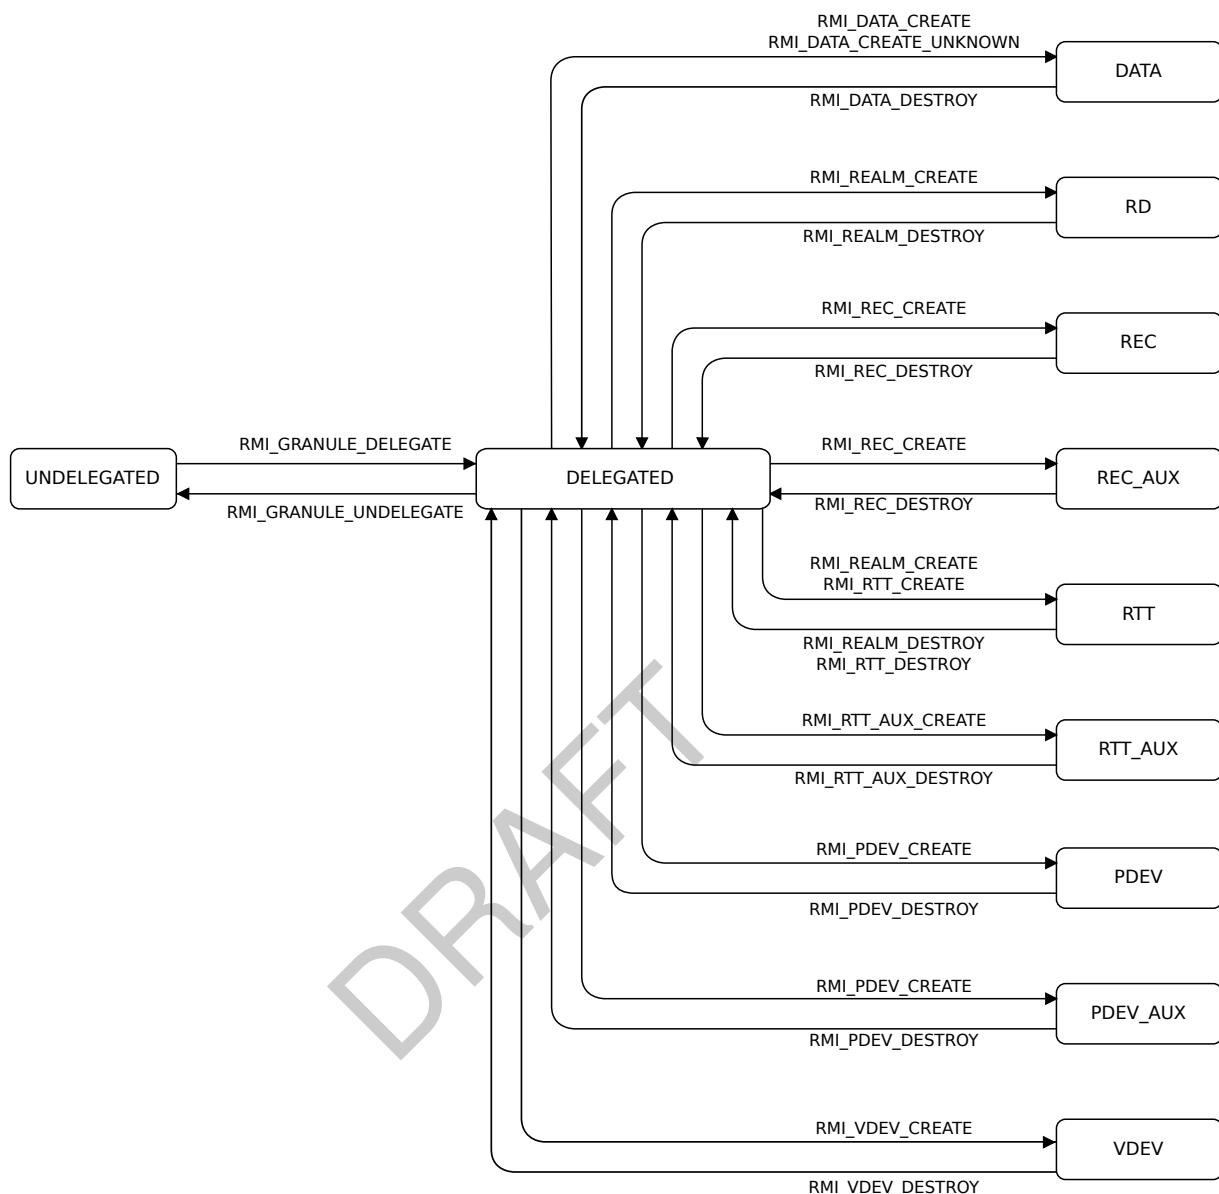 RMI_DATA_CREATE
RMI_DATA_CREATE_UNKNOWN
DATA
RMI_DATA_DESTROY
RMI_REALM_CREATE
RD
RMI_REALM_DESTROY
RMI_REC_CREATE
REC
RMI_REC_DESTROY
RMI_GRANULE_DELEGATE
RMI_REC_CREATE
UNDELEGATED
DELEGATED
REC_AUX
RMI_GRANULE_UNDELEGATE
RMI_REC_DESTROY
RMI_REALM_CREATE
RMI_RTT_CREATE
RTT
RMI_REALM_DESTROY
RMI_RTT_DESTROY
RMI_RTT_AUX_CREATE
RTT_AUX
RMI_RTT_AUX_DESTROY
DRAFT
RMI_PDEV_CREATE
PDEV
RMI_PDEV_DESTROY
RMI_PDEV_CREATE
PDEV_AUX
RMI_PDEV_DESTROY
RMI_VDEV_CREATE
VDEV
RMI_VDEV_DESTROY